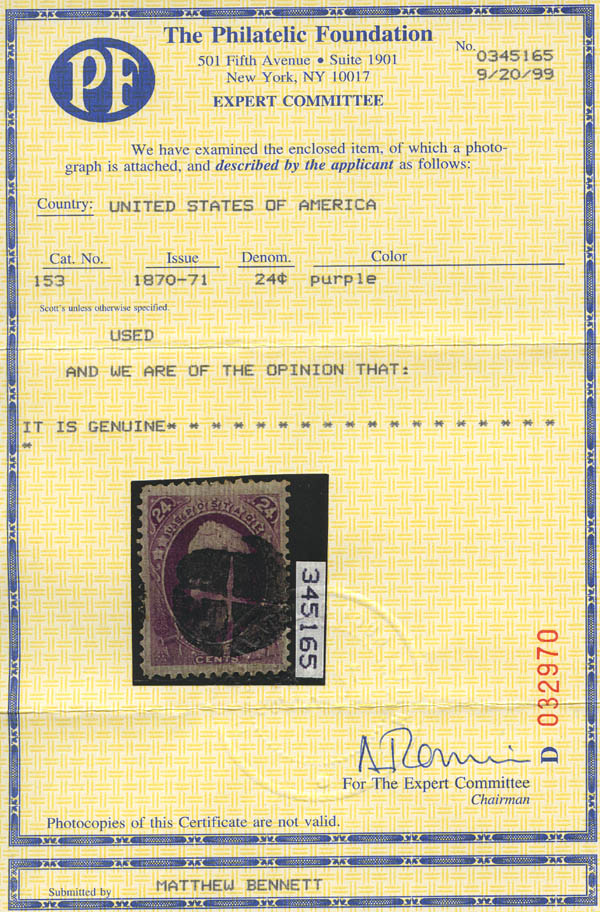 PF
The Philatelic Foundation
501 Fifth Avenue • Suite 1901
New York, NY 10017
EXPERT COMMITTEE
No. 0345165
9/20/99
We have examined the enclosed item, of which a photo-
graph is attached, and described by the applicant as follows:
Country: UNITED STATES OF AMERICA
Cat. No. Issue Denom. Color
153 1870-71 24¢ purple
Scott's unless otherwise specified.
USED
AND WE ARE OF THE OPINION THAT:
IT IS GENUINE* * * * * * * * * * * * * * * * * *
*
24 24
U.S. POSTAGE
CENTS
345165
D 032970
For The Expert Committee
Chairman
Photocopies of this Certificate are not valid.
Submitted by MATTHEW BENNETT